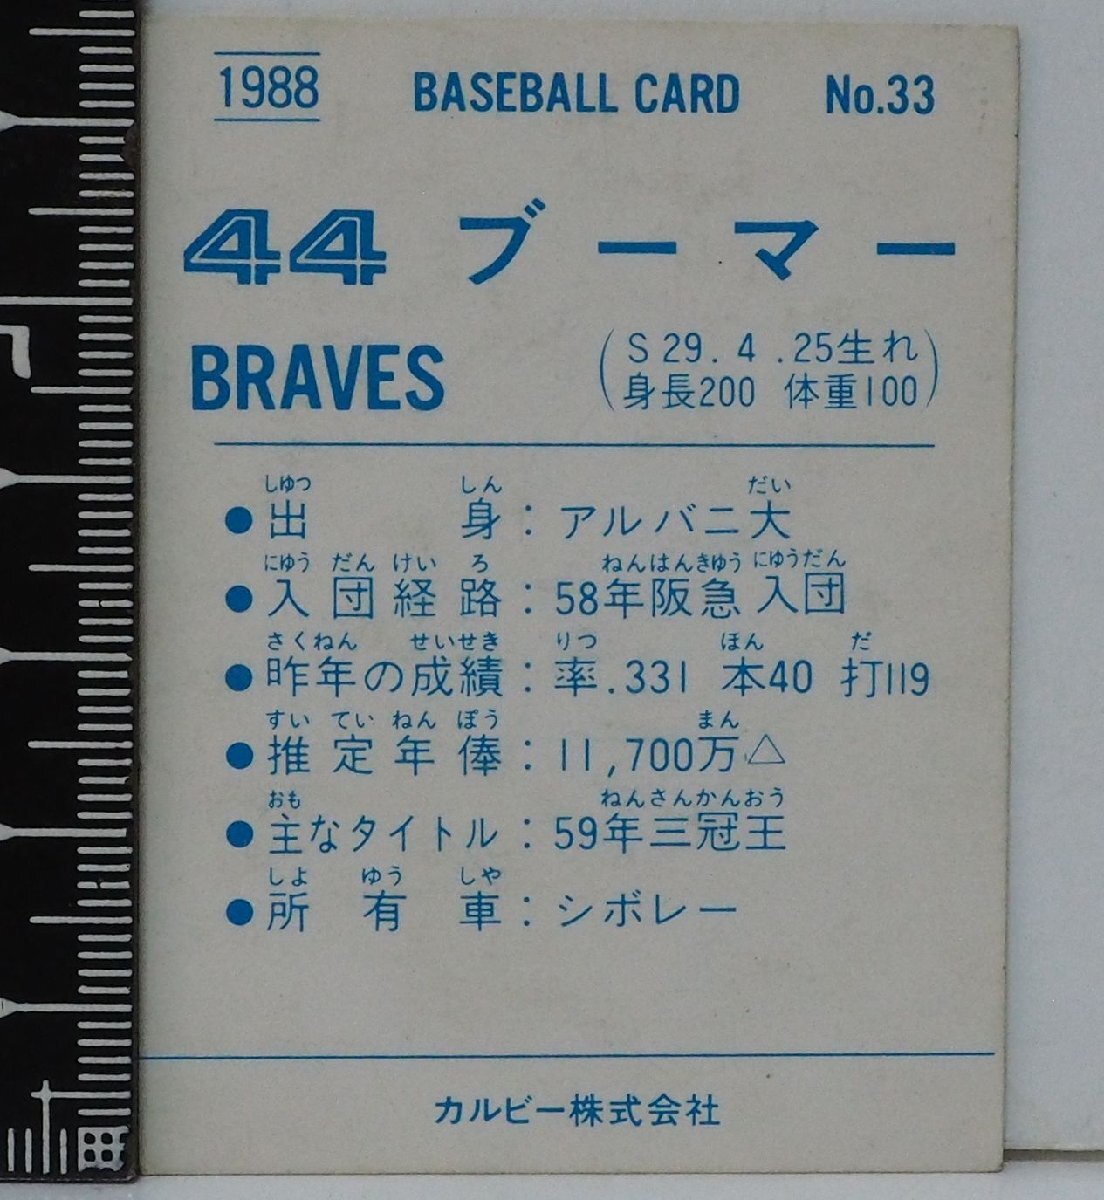 1988 BASEBALL CARD No.33
44 ブーマー
BRAVES
(S29.4.25生れ
身長200 体重100)
しゆつ しん だい
●出身:アルバニ大
にゆう だん けい ろ ねんはんきゆう にゆうだん
●入団経路:58年阪急入団
さくねん せいせき りつ ほん だ
●昨年の成績:率.331 本40 打119
すい てい ねん ぽう まん
●推定年俸:11,700万△
おも ねんさんかんおう
●主なタイトル:59年三冠王
しよ ゆう しや
●所有車:シボレー
カルビー株式会社